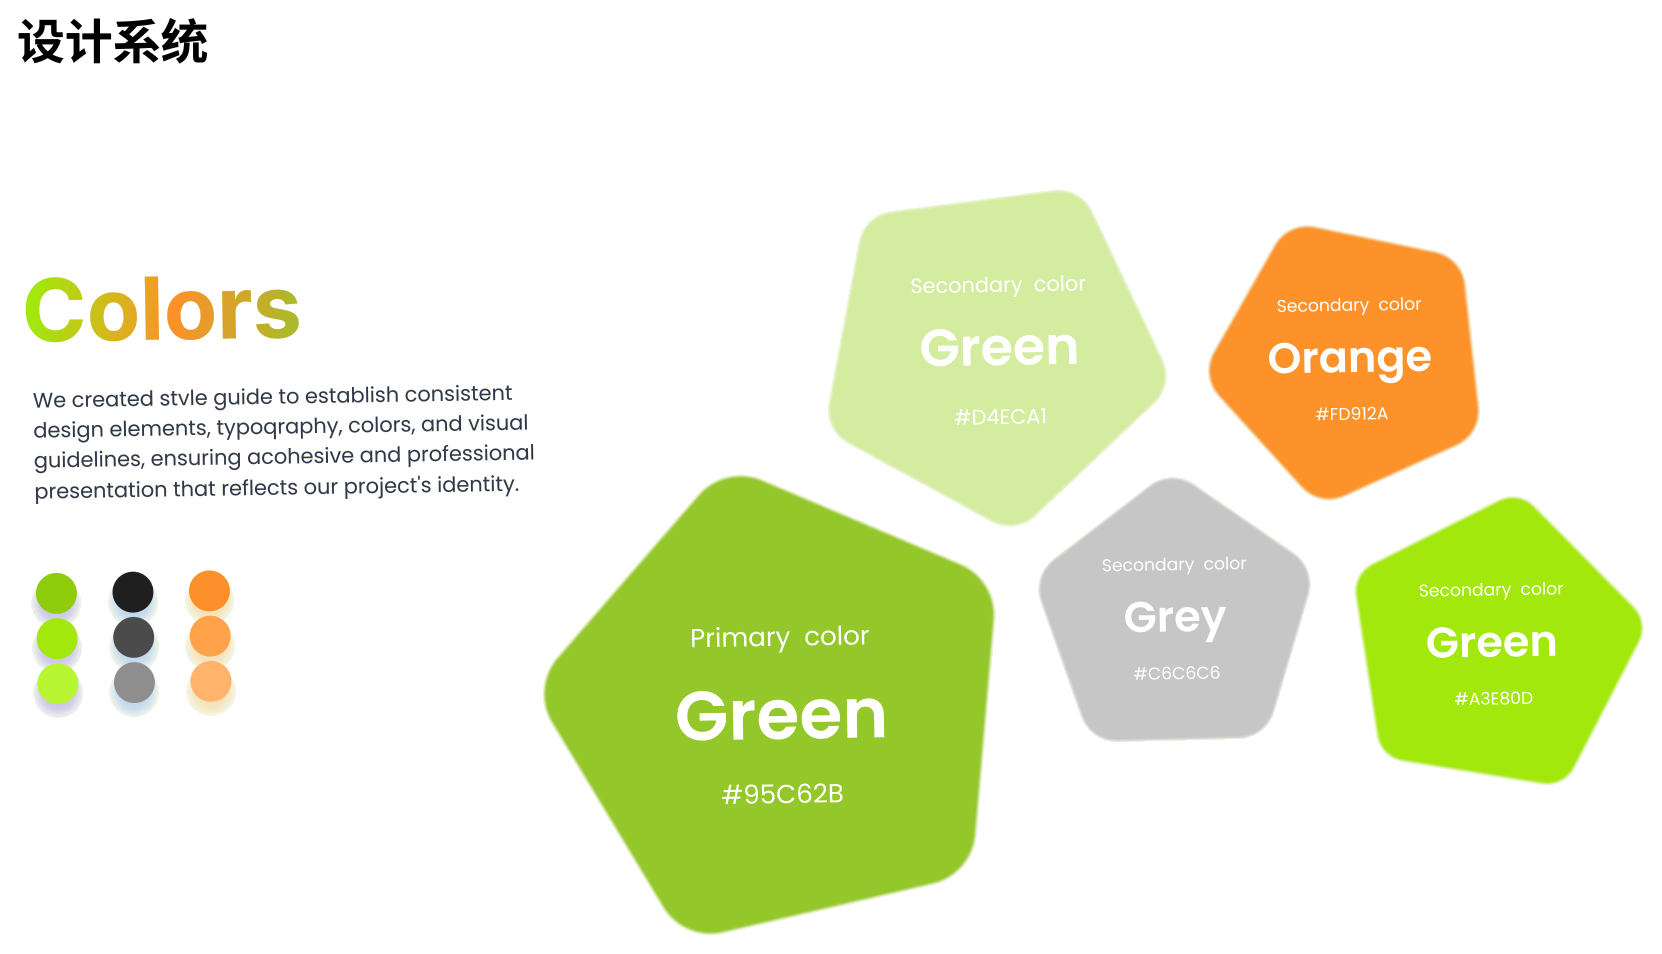 设计系统
Colors
We created stvle guide to establish consistent
design elements, typoqraphy, colors, and visual
guidelines, ensuring acohesive and professional
presentation that reflects our project's identity.
Secondary color
Green
#D4ECA1
Secondary color
Orange
#FD912A
Primary color
Green
#95C62B
Secondary color
Grey
#C6C6C6
Secondary color
Green
#A3E80D